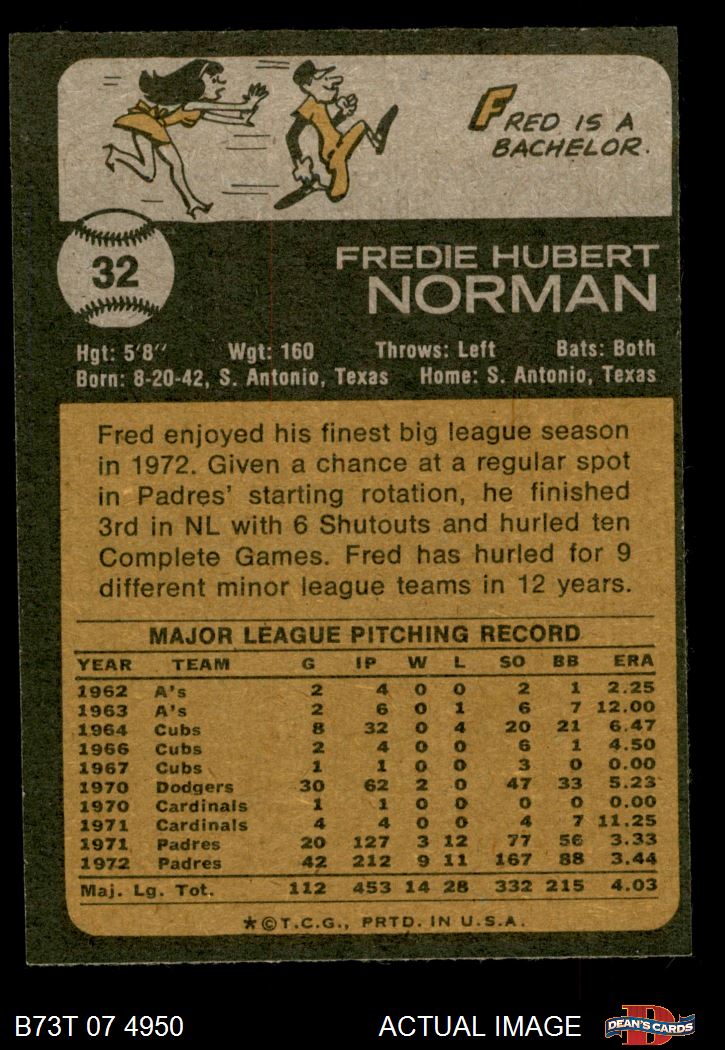 FRED IS A
BACHELOR.
32
FREDIE HUBERT
NORMAN
Hgt: 5'8" Wgt: 160 Throws: Left Bats: Both
Born: 8-20-42, S. Antonio, Texas Home: S. Antonio, Texas
Fred enjoyed his finest big league season
in 1972. Given a chance at a regular spot
in Padres' starting rotation, he finished
3rd in NL with 6 Shutouts and hurled ten
Complete Games. Fred has hurled for 9
different minor league teams in 12 years.
MAJOR LEAGUE PITCHING RECORD
YEAR TEAM G IP W L SO BB ERA
1962 A's 2 4 0 0 2 1 2.25
1963 A's 2 6 0 1 6 7 12.00
1964 Cubs 8 32 0 4 20 21 6.47
1966 Cubs 2 4 0 0 6 1 4.50
1967 Cubs 1 1 0 0 3 0 0.00
1970 Dodgers 30 62 2 0 47 33 5.23
1970 Cardinals 1 1 0 0 0 0 0.00
1971 Cardinals 4 4 0 0 4 7 11.25
1971 Padres 20 127 3 12 77 56 3.33
1972 Padres 42 212 9 11 167 88 3.44
Maj. Lg. Tot. 112 453 14 28 332 215 4.03
*©T.C.G., PRTD. IN U.S.A.
B73T 07 4950 ACTUAL IMAGE
D
DEAN'S CARDS